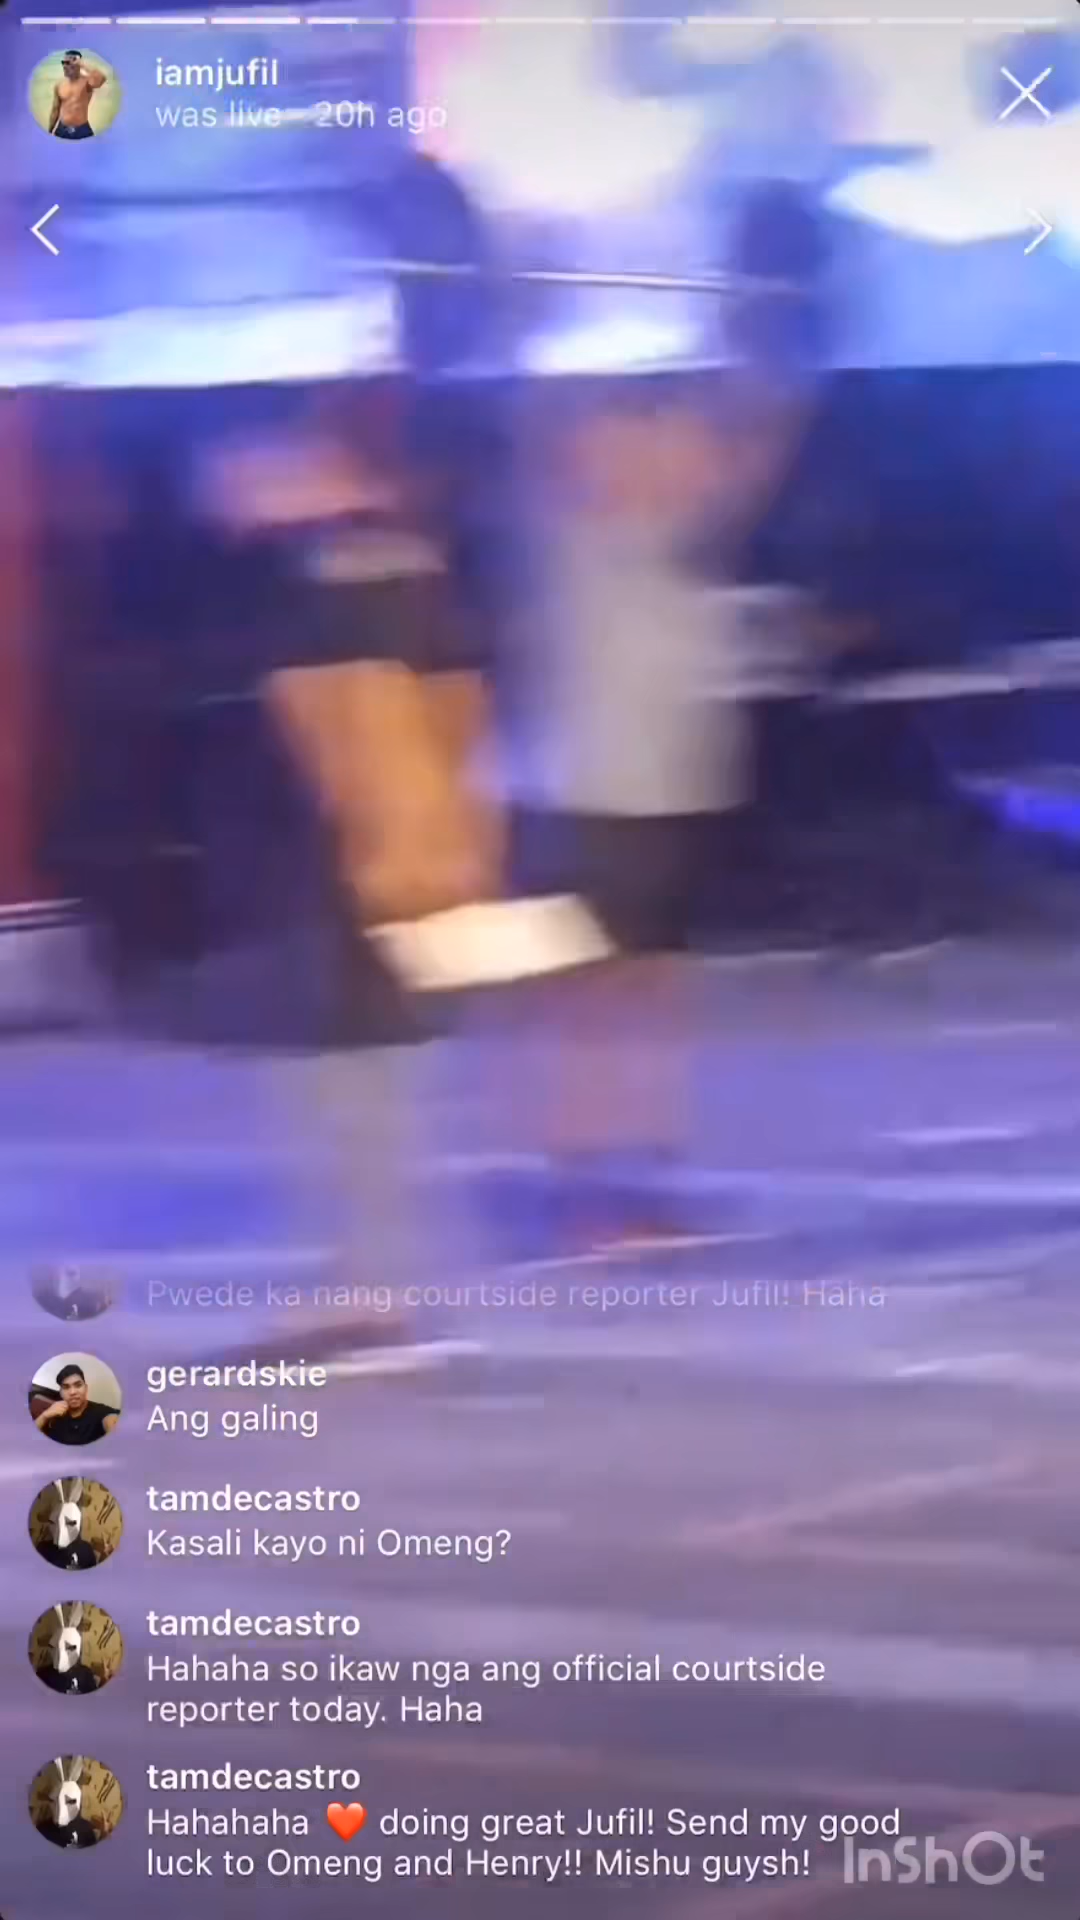 iamjufil
was live 20h ago
Pwede ka nang courtside reporter Jufil! Haha
gerardskie
Ang galing
tamdecastro
Kasali kayo ni Omeng?
tamdecastro
Hahaha so ikaw nga ang official courtside
reporter today. Haha
tamdecastro
Hahahaha ❤️ doing great Jufil! Send my good
luck to Omeng and Henry!! Mishu guysh!
InShOt